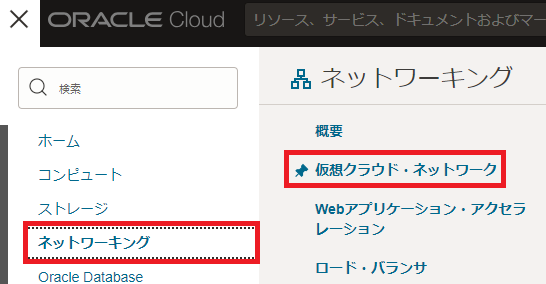 ORACLE Cloud
リソース、サービス、ドキュメントおよびマー
検索
ホーム
コンピュート
ストレージ
ネットワーキング
Oracle Database
ネットワーキング
概要
仮想クラウド・ネットワーク
Webアプリケーション・アクセラ
レーション
ロード・バランサ